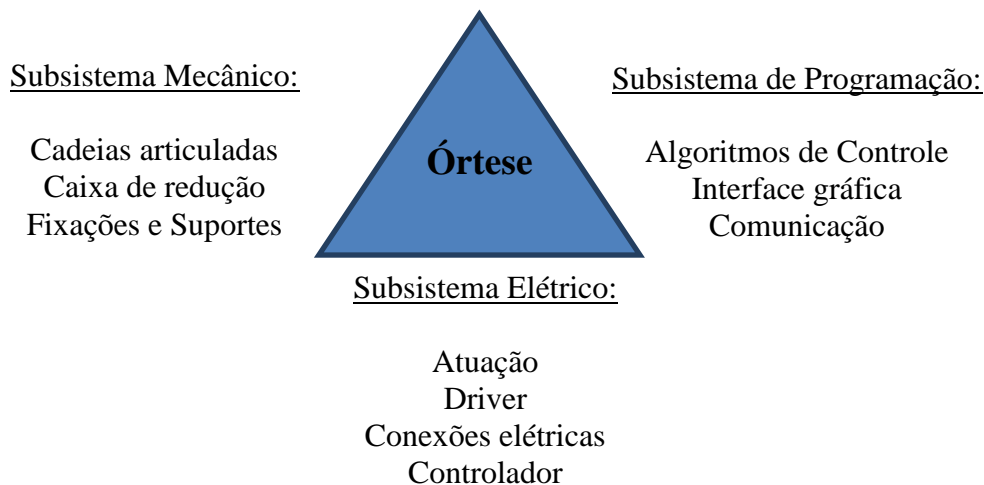 Subsistema Mecânico:
Cadeias articuladas
Caixa de redução
Fixações e Suportes
Órtese
Subsistema de Programação:
Algoritmos de Controle
Interface gráfica
Comunicação
Subsistema Elétrico:
Atuação
Driver
Conexões elétricas
Controlador